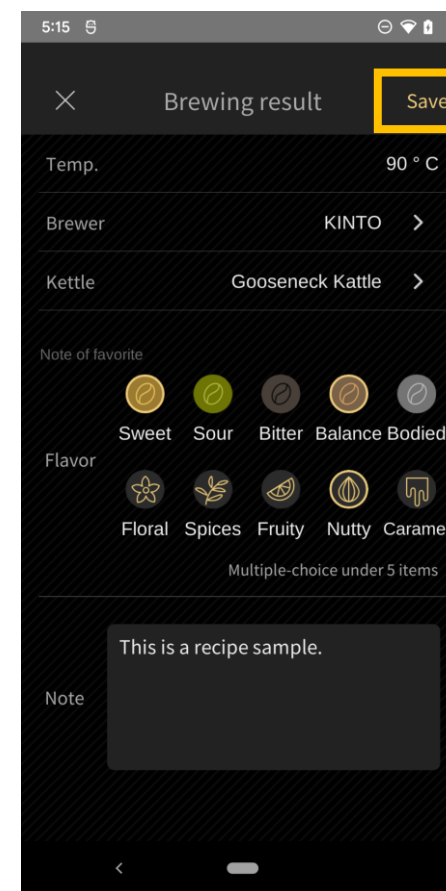 5:15
Brewing result Save
Temp. 90 ° C
Brewer KINTO
Kettle Gooseneck Kattle
Note of favorite
Sweet Sour Bitter Balance Bodied
Flavor
Floral Spices Fruity Nutty Carame
Multiple-choice under 5 items
This is a recipe sample.
Note